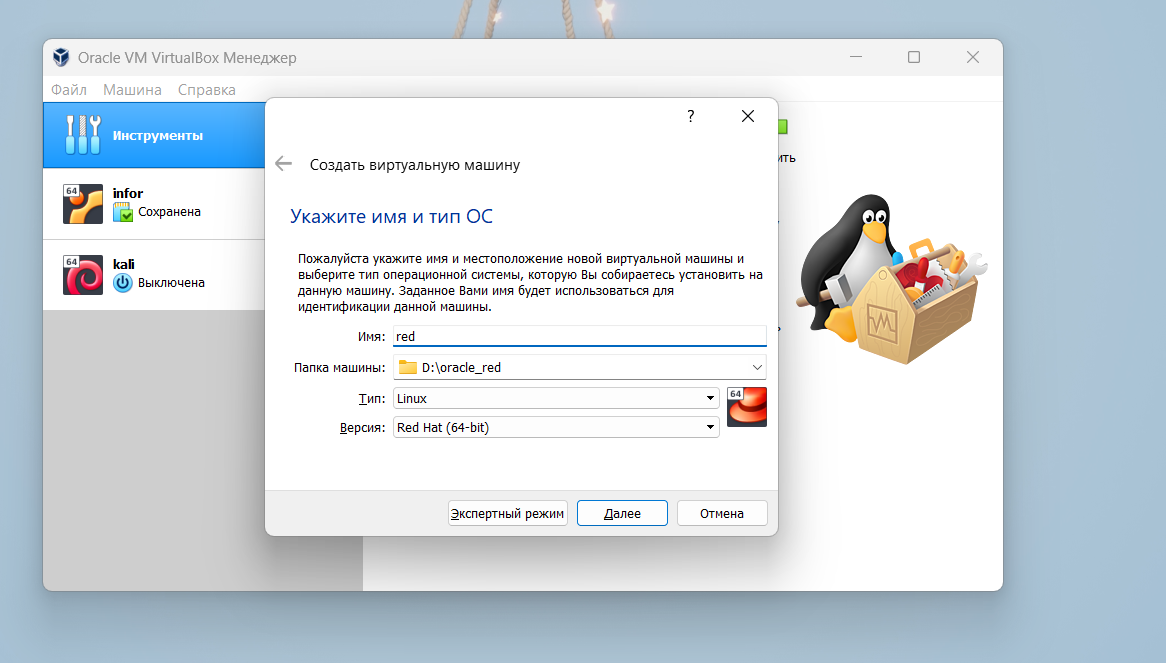 Oracle VM VirtualBox Менеджер
Файл Машина Справка
Инструменты
64
infor
Сохранена
64
kali
Выключена
?
Создать виртуальную машину
Укажите имя и тип ОС
Пожалуйста укажите имя и местоположение новой виртуальной машины и
выберите тип операционной системы, которую Вы собираетесь установить на
данную машину. Заданное Вами имя будет использоваться для
идентификации данной машины.
Имя: red
Папка машины: D:\oracle_red
Тип: Linux
64
Версия: Red Hat (64-bit)
Экспертный режим Далее Отмена